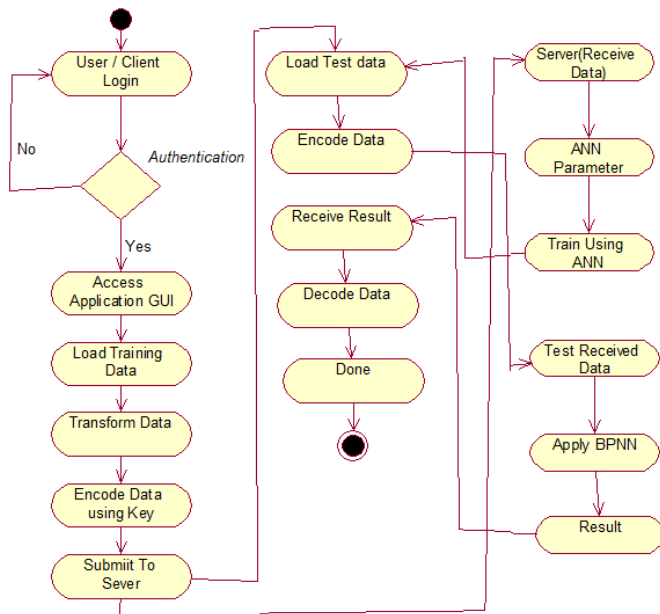 User / Client
Login
No
Authentication
Yes
Access
Application GUI
Load Training
Data
Transform Data
Encode Data
using Key
Submiit To
Sever
Load Test data
Encode Data
Receive Result
Decode Data
Done
Server(Receive
Data)
ANN
Parameter
Train Using
ANN
Test Received
Data
Apply BPNN
Result